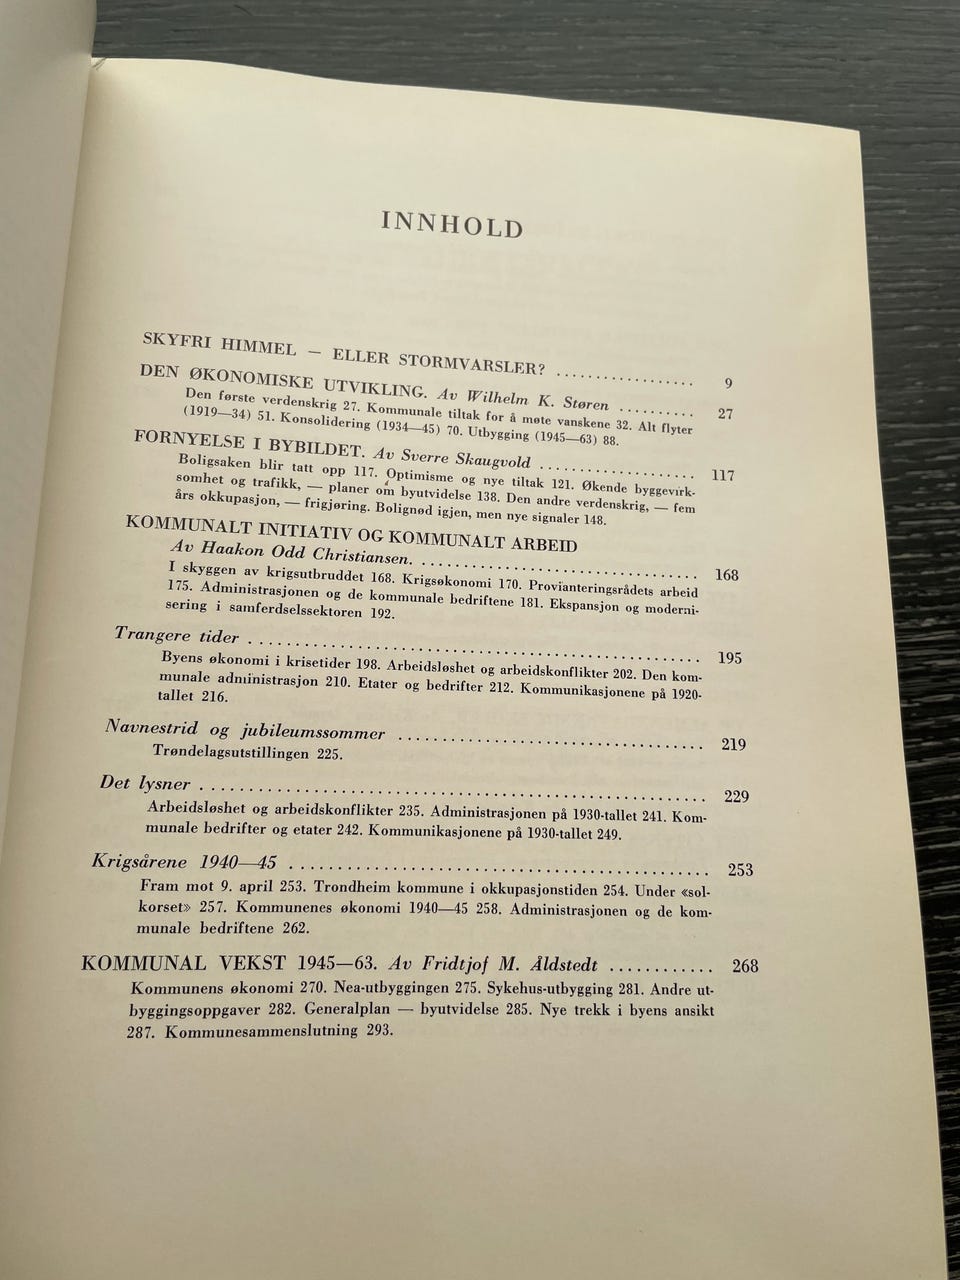 INNHOLD
SKYFRI HIMMEL — ELLER STORMVARSLER? ................. 9
DEN ØKONOMISKE UTVIKLING. Av Wilhelm K. Støren .......... 27
Den første verdenskrig 27. Kommunale tiltak for å møte vanskene 32. Alt flyter
(1919—34) 51. Konsolidering (1934—45) 70. Utbygging (1945—63) 88.
FORNYELSE I BYBILDET. Av Sverre Skaugvold ................... 117
Boligsaken blir tatt opp 117. Optimisme og nye tiltak 121. Økende byggevirk-
somhet og trafikk, — planer om byutvidelse 138. Den andre verdenskrig, — fem
års okkupasjon, — frigjøring. Bolignød igjen, men nye signaler 148.
KOMMUNALT INITIATIV OG KOMMUNALT ARBEID
Av Haakon Odd Christiansen. ................................... 168
I skyggen av krigsutbruddet 168. Krigsøkonomi 170. Provianteringsrådets arbeid
175. Administrasjonen og de kommunale bedriftene 181. Ekspansjon og moderni-
sering i samferdselssektoren 192.
Trangere tider ....................................................... 195
Byens økonomi i krisetider 198. Arbeidsløshet og arbeidskonflikter 202. Den kom-
munale administrasjon 210. Etater og bedrifter 212. Kommunikasjonene på 1920-
tallet 216.
Navnestrid og jubileumssommer ..................................... 219
Trøndelagsutstillingen 225.
Det lysner ........................................................... 229
Arbeidsløshet og arbeidskonflikter 235. Administrasjonen på 1930-tallet 241. Kom-
munale bedrifter og etater 242. Kommunikasjonene på 1930-tallet 249.
Krigsårene 1940—45 ................................................ 253
Fram mot 9. april 253. Trondheim kommune i okkupasjonstiden 254. Under «sol-
korset» 257. Kommunenes økonomi 1940—45 258. Administrasjonen og de kom-
munale bedriftene 262.
KOMMUNAL VEKST 1945—63. Av Fridtjof M. Åldstedt ............ 268
Kommunens økonomi 270. Nea-utbyggingen 275. Sykehus-utbygging 281. Andre ut-
byggingsoppgaver 282. Generalplan — byutvidelse 285. Nye trekk i byens ansikt
287. Kommunesammenslutning 293.